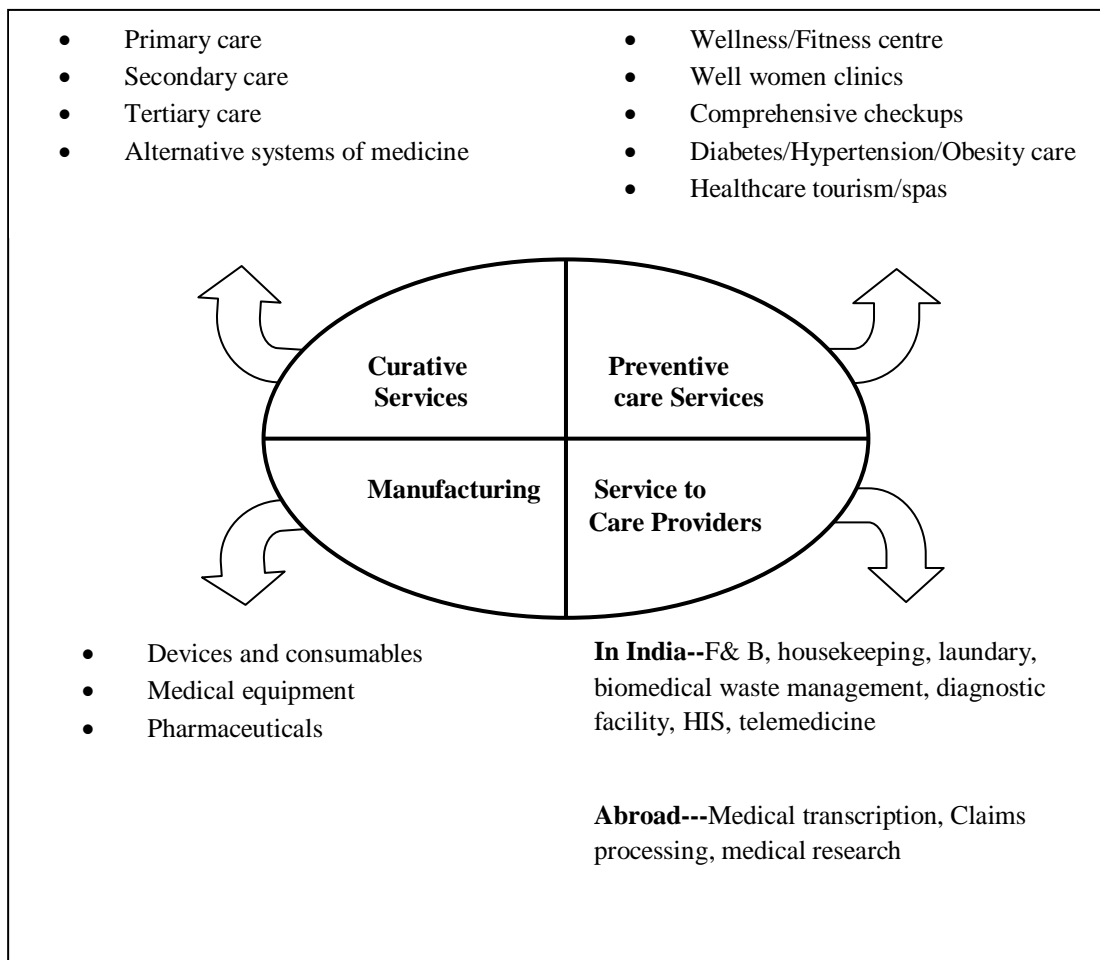 • Primary care
• Secondary care
• Tertiary care
• Alternative systems of medicine
• Wellness/Fitness centre
• Well women clinics
• Comprehensive checkups
• Diabetes/Hypertension/Obesity care
• Healthcare tourism/spas
Curative
Services
Preventive
care Services
Manufacturing
Service to
Care Providers
• Devices and consumables
• Medical equipment
• Pharmaceuticals
In India--F& B, housekeeping, laundary,
biomedical waste management, diagnostic
facility, HIS, telemedicine
Abroad---Medical transcription, Claims
processing, medical research